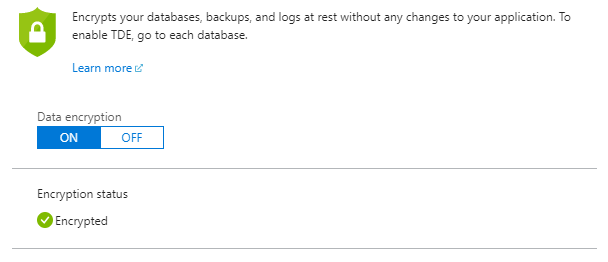 Encrypts your databases, backups, and logs at rest without any changes to your application. To
enable TDE, go to each database.
Learn more
Data encryption
ON OFF
Encryption status
Encrypted